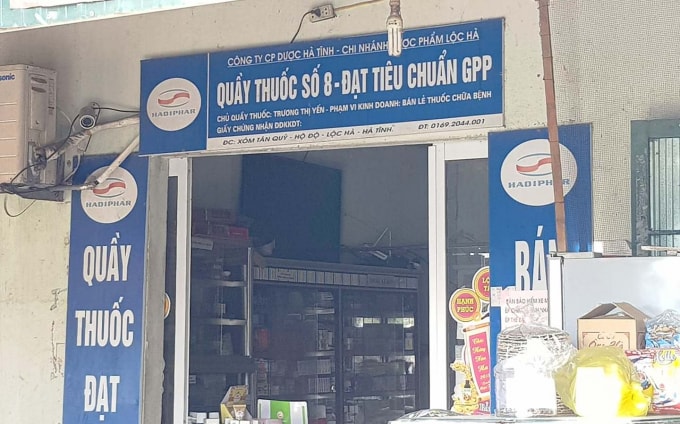 CÔNG TY CP DƯỢC HÀ TĨNH - CHI NHÁNH DƯỢC PHẨM LỘC HÀ
QUẦY THUỐC SỐ 8 - ĐẠT TIÊU CHUẨN GPP
CHỦ QUẦY THUỐC: TRƯƠNG THỊ YẾN - PHẠM VI KINH DOANH: BÁN LẺ THUỐC CHỮA BỆNH
GIẤY CHỨNG NHẬN DDKKDT:
ĐC: XÓM TÂN QUÝ - HỘ ĐỘ - LỘC HÀ - HÀ TĨNH
ĐT: 0169.2044.001
HADIPHAR
HADIPHAR
QUẦY
THUỐC
ĐẠT
HADIPHAR
BÁN
HẠNH
PHÚC
LỘC